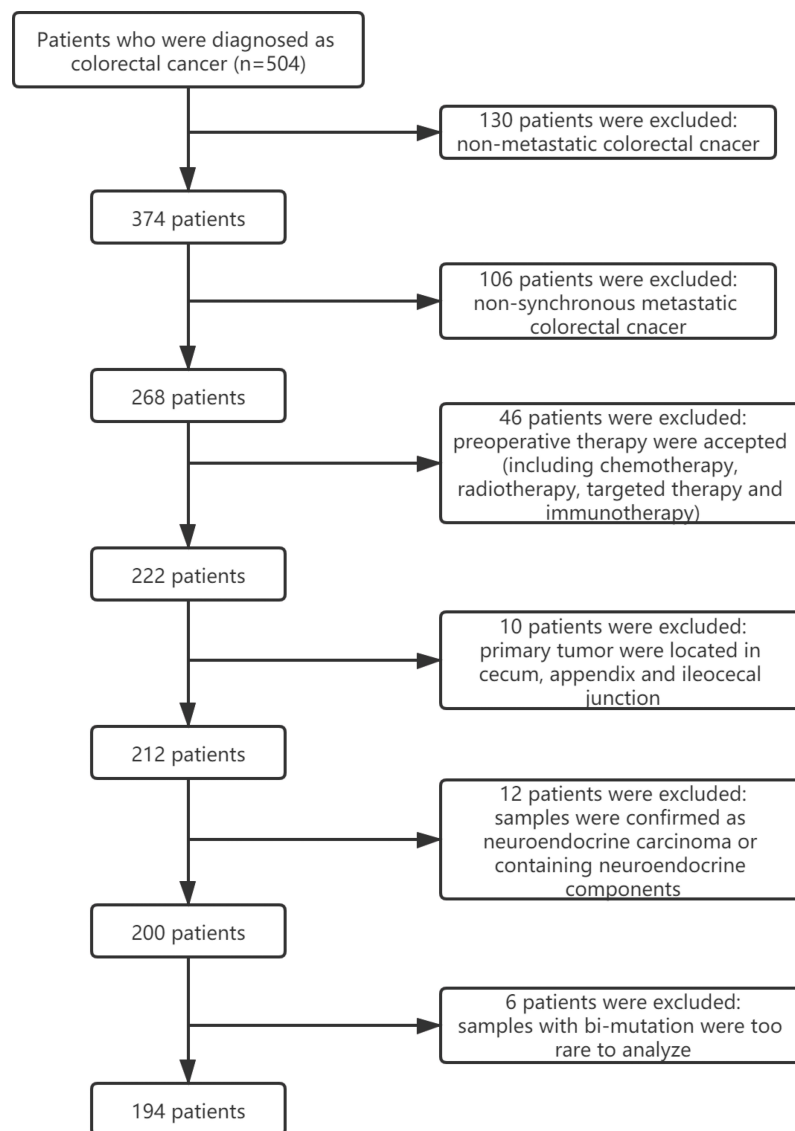 Patients who were diagnosed as
colorectal cancer (n=504)
130 patients were excluded:
non-metastatic colorectal cnacer
374 patients
106 patients were excluded:
non-synchronous metastatic
colorectal cnacer
268 patients
46 patients were excluded:
preoperative therapy were accepted
(including chemotherapy,
radiotherapy, targeted therapy and
immunotherapy)
222 patients
10 patients were excluded:
primary tumor were located in
cecum, appendix and ileocecal
junction
212 patients
12 patients were excluded:
samples were confirmed as
neuroendocrine carcinoma or
containing neuroendocrine
components
200 patients
6 patients were excluded:
samples with bi-mutation were too
rare to analyze
194 patients